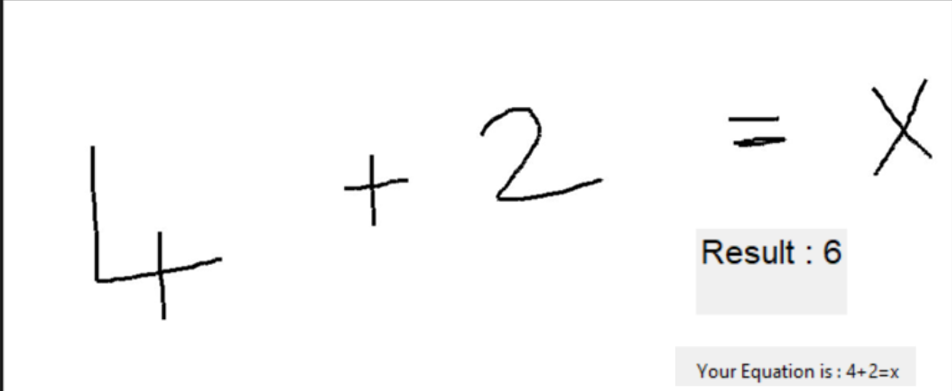 4 + 2 = x
Result : 6
Your Equation is : 4+2=x